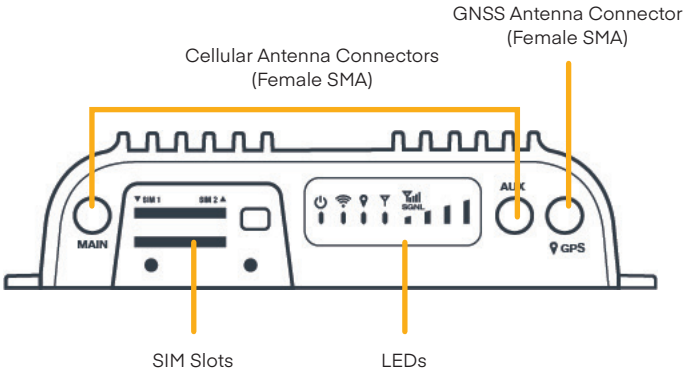 GNSS Antenna Connector
(Female SMA)
Cellular Antenna Connectors
(Female SMA)
▼ SIM 1 SIM 2 ▲
SGNL
AUX
MAIN
GPS
SIM Slots LEDs